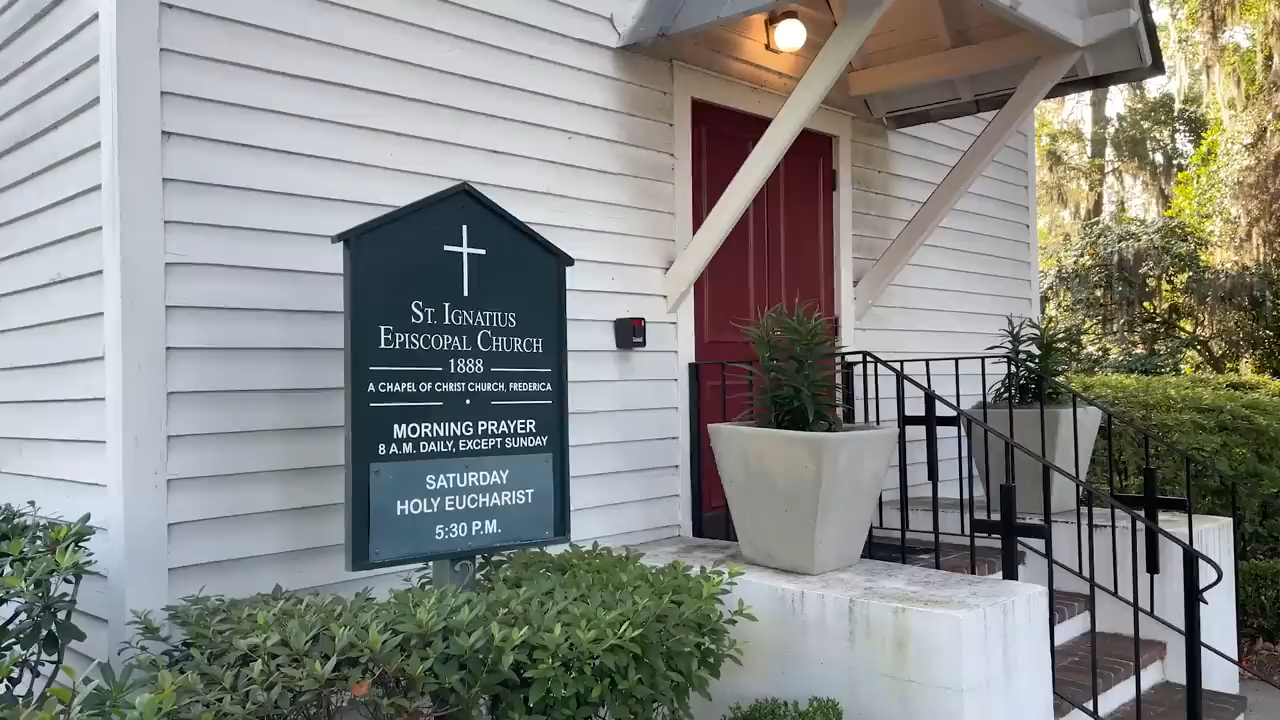 St. Ignatius
Episcopal Church
1888
A CHAPEL OF CHRIST CHURCH, FREDERICA
MORNING PRAYER
8 A.M. DAILY, EXCEPT SUNDAY
SATURDAY
HOLY EUCHARIST
5:30 P.M.